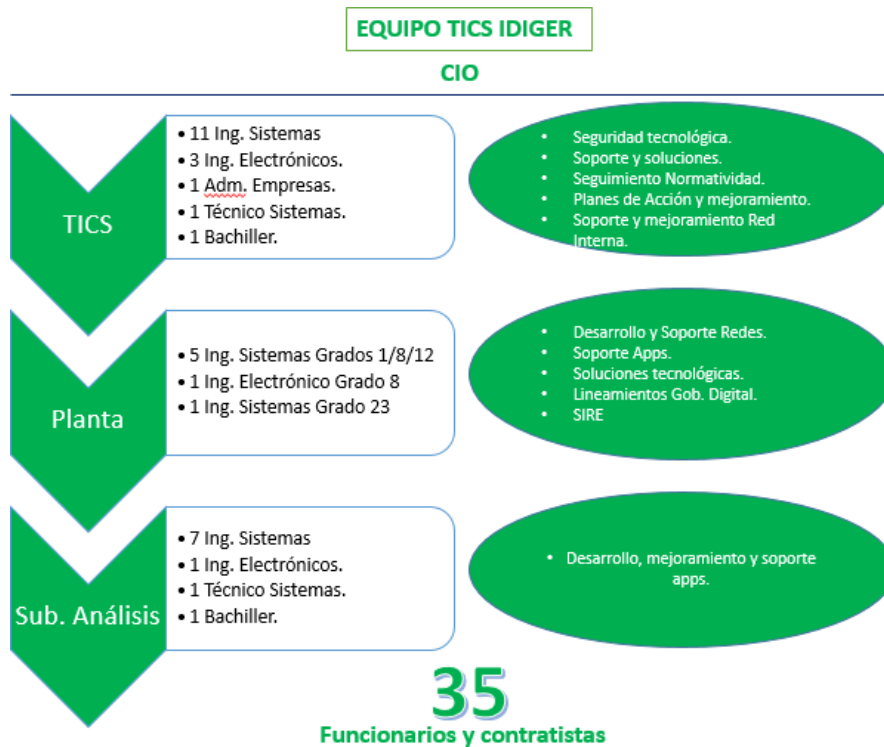 EQUIPO TICS IDIGER
CIO
TICS
• 11 Ing. Sistemas
• 3 Ing. Electrónicos.
• 1 Adm. Empresas.
• 1 Técnico Sistemas.
• 1 Bachiller.
• Seguridad tecnológica.
• Soporte y soluciones.
• Seguimiento Normatividad.
• Planes de Acción y mejoramiento.
• Soporte y mejoramiento Red
Interna.
Planta
• 5 Ing. Sistemas Grados 1/8/12
• 1 Ing. Electrónico Grado 8
• 1 Ing. Sistemas Grado 23
• Desarrollo y Soporte Redes.
• Soporte Apps.
• Soluciones tecnológicas.
• Lineamientos Gob. Digital.
• SIRE
Sub. Análisis
• 7 Ing. Sistemas
• 1 Ing. Electrónicos.
• 1 Técnico Sistemas.
• 1 Bachiller.
• Desarrollo, mejoramiento y soporte
apps.
35
Funcionarios y contratistas